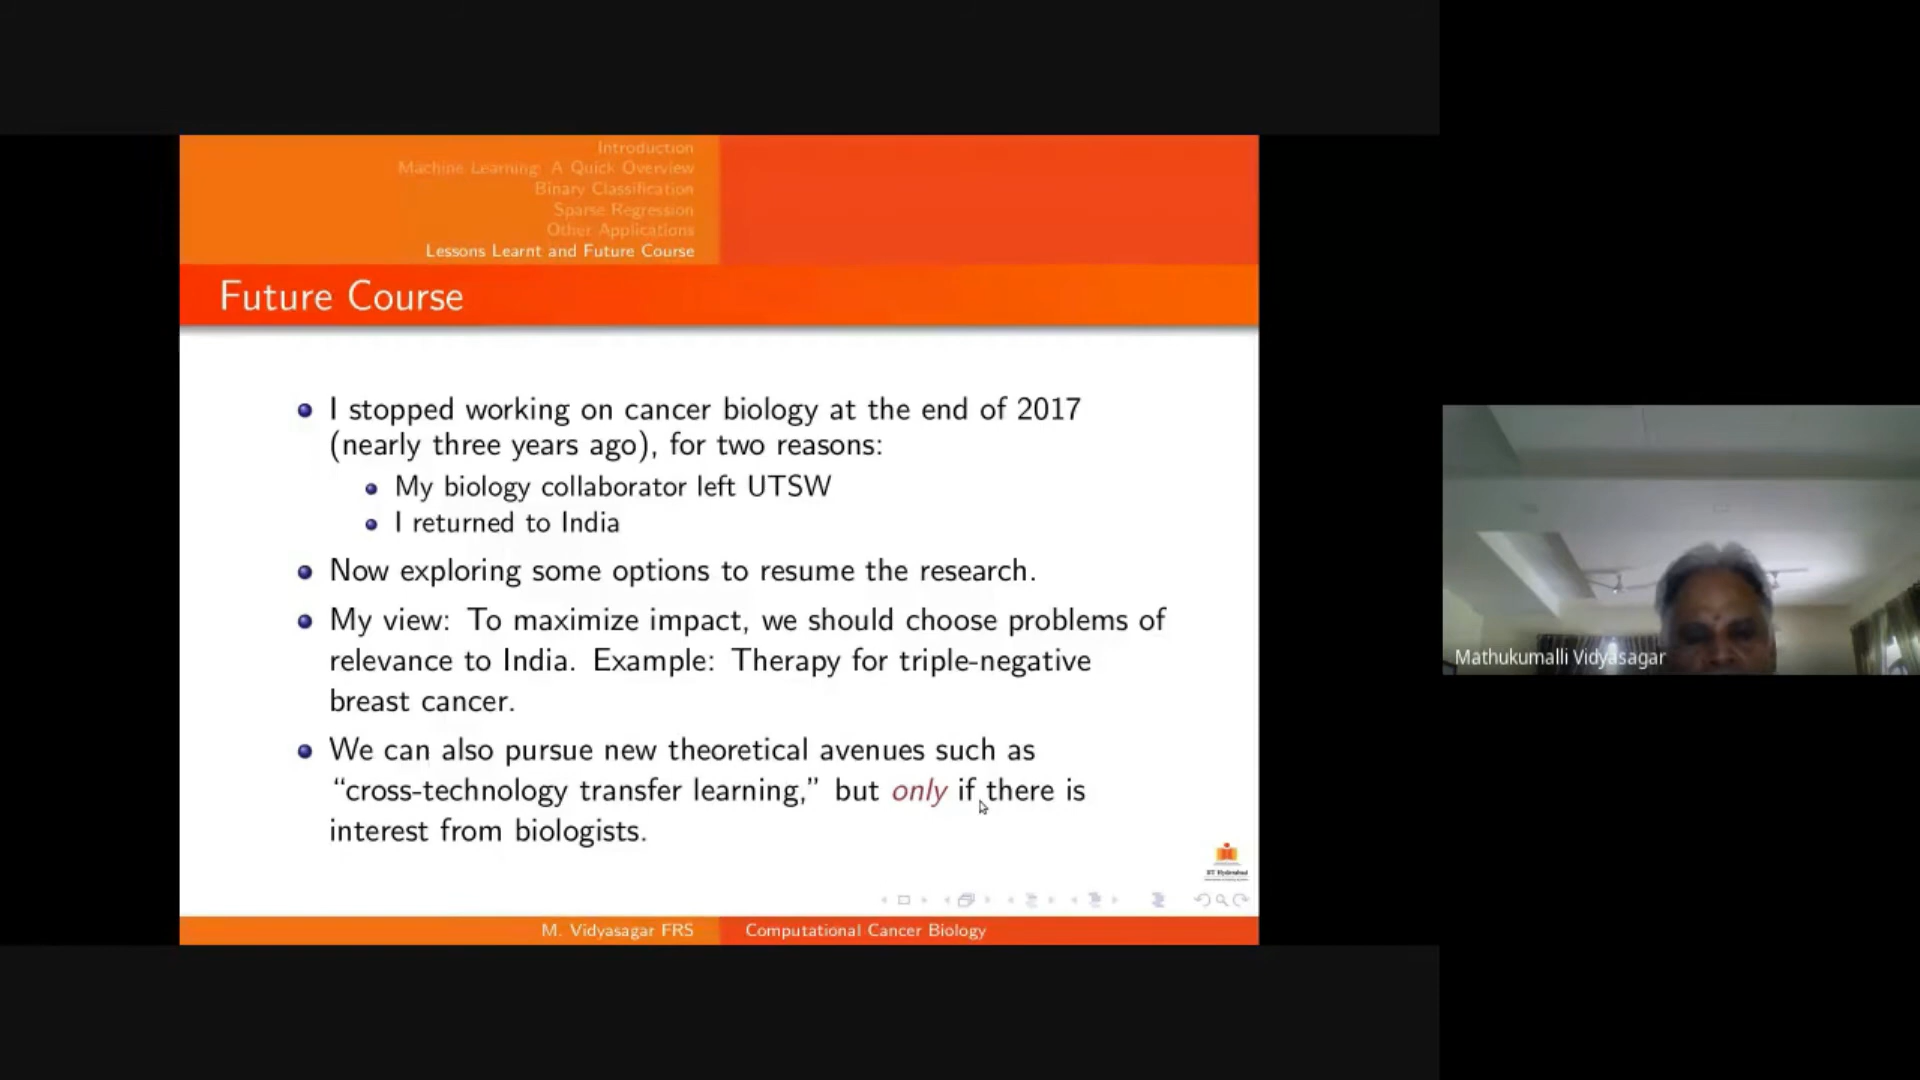 Introduction
Machine Learning: A Quick Overview
Binary Classification
Sparse Regression
Other Applications
Lessons Learnt and Future Course
Future Course
I stopped working on cancer biology at the end of 2017
(nearly three years ago), for two reasons:
My biology collaborator left UTSW
I returned to India
Now exploring some options to resume the research.
My view: To maximize impact, we should choose problems of
relevance to India. Example: Therapy for triple-negative
breast cancer.
We can also pursue new theoretical avenues such as
“cross-technology transfer learning,” but only if there is
interest from biologists.
M. Vidyasagar FRS
Computational Cancer Biology
Mathukumalli Vidyasagar